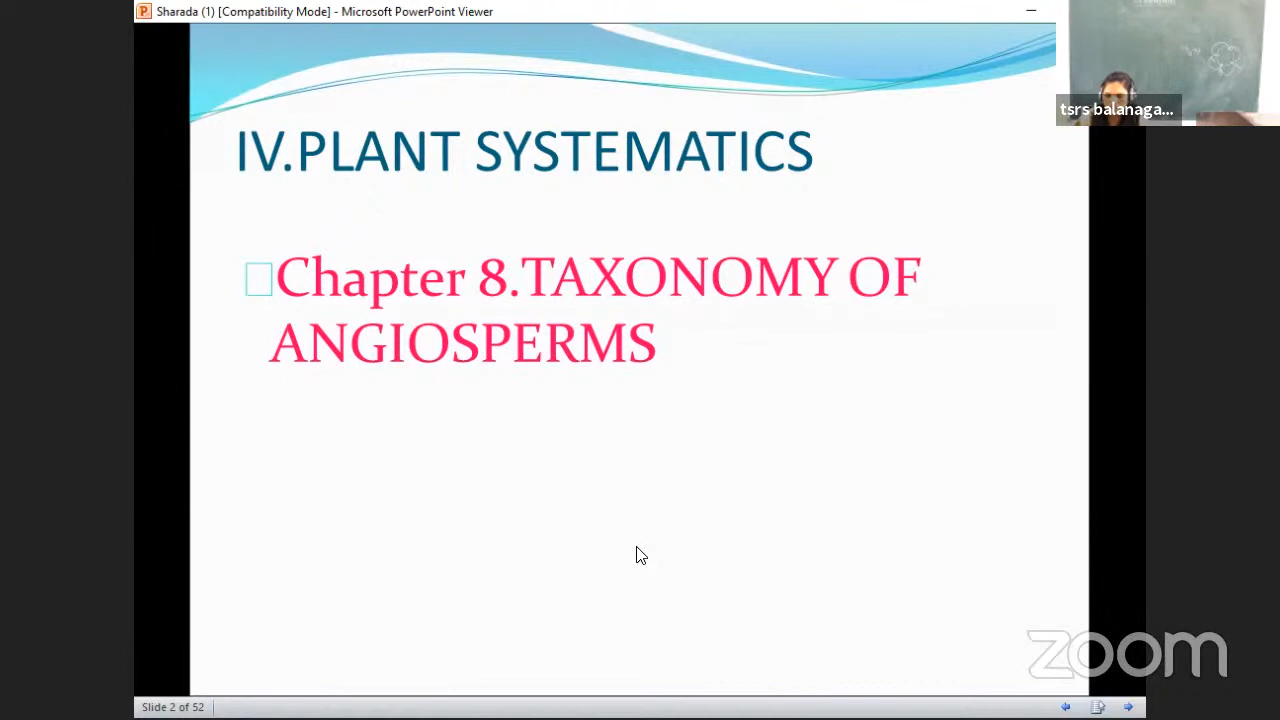 Sharada (1) [Compatibility Mode] - Microsoft PowerPoint Viewer
tsrs balanaga...
IV.PLANT SYSTEMATICS
Chapter 8.TAXONOMY OF
ANGIOSPERMS
zoom
Slide 2 of 52